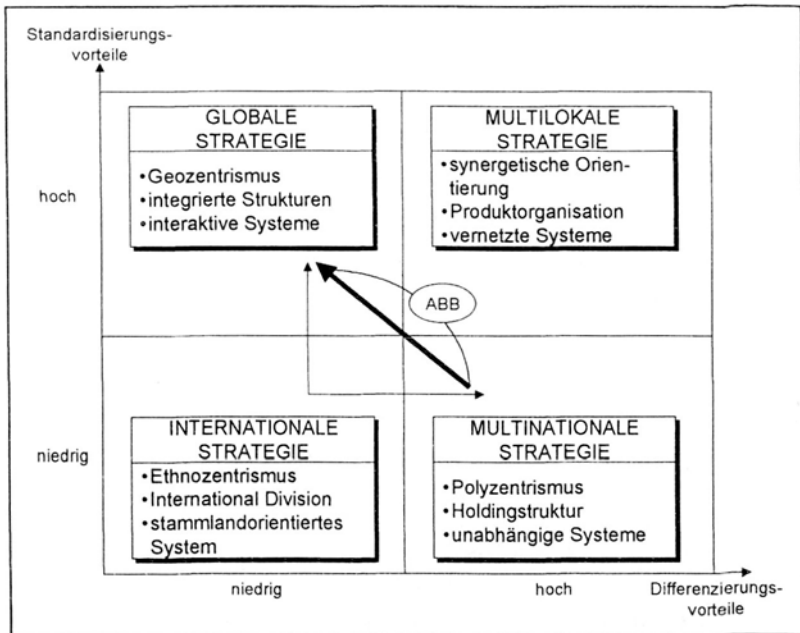 Standardisierungs-
vorteile
GLOBALE
STRATEGIE
•Geozentrismus
•integrierte Strukturen
•interaktive Systeme
MULTILOKALE
STRATEGIE
•synergetische Orien-
tierung
•Produktorganisation
•vernetzte Systeme
hoch
ABB
INTERNATIONALE
STRATEGIE
•Ethnozentrismus
•International Division
•stammlandorientiertes
System
MULTINATIONALE
STRATEGIE
•Polyzentrismus
•Holdingstruktur
•unabhängige Systeme
niedrig
niedrig
hoch
Differenzierungs-
vorteile